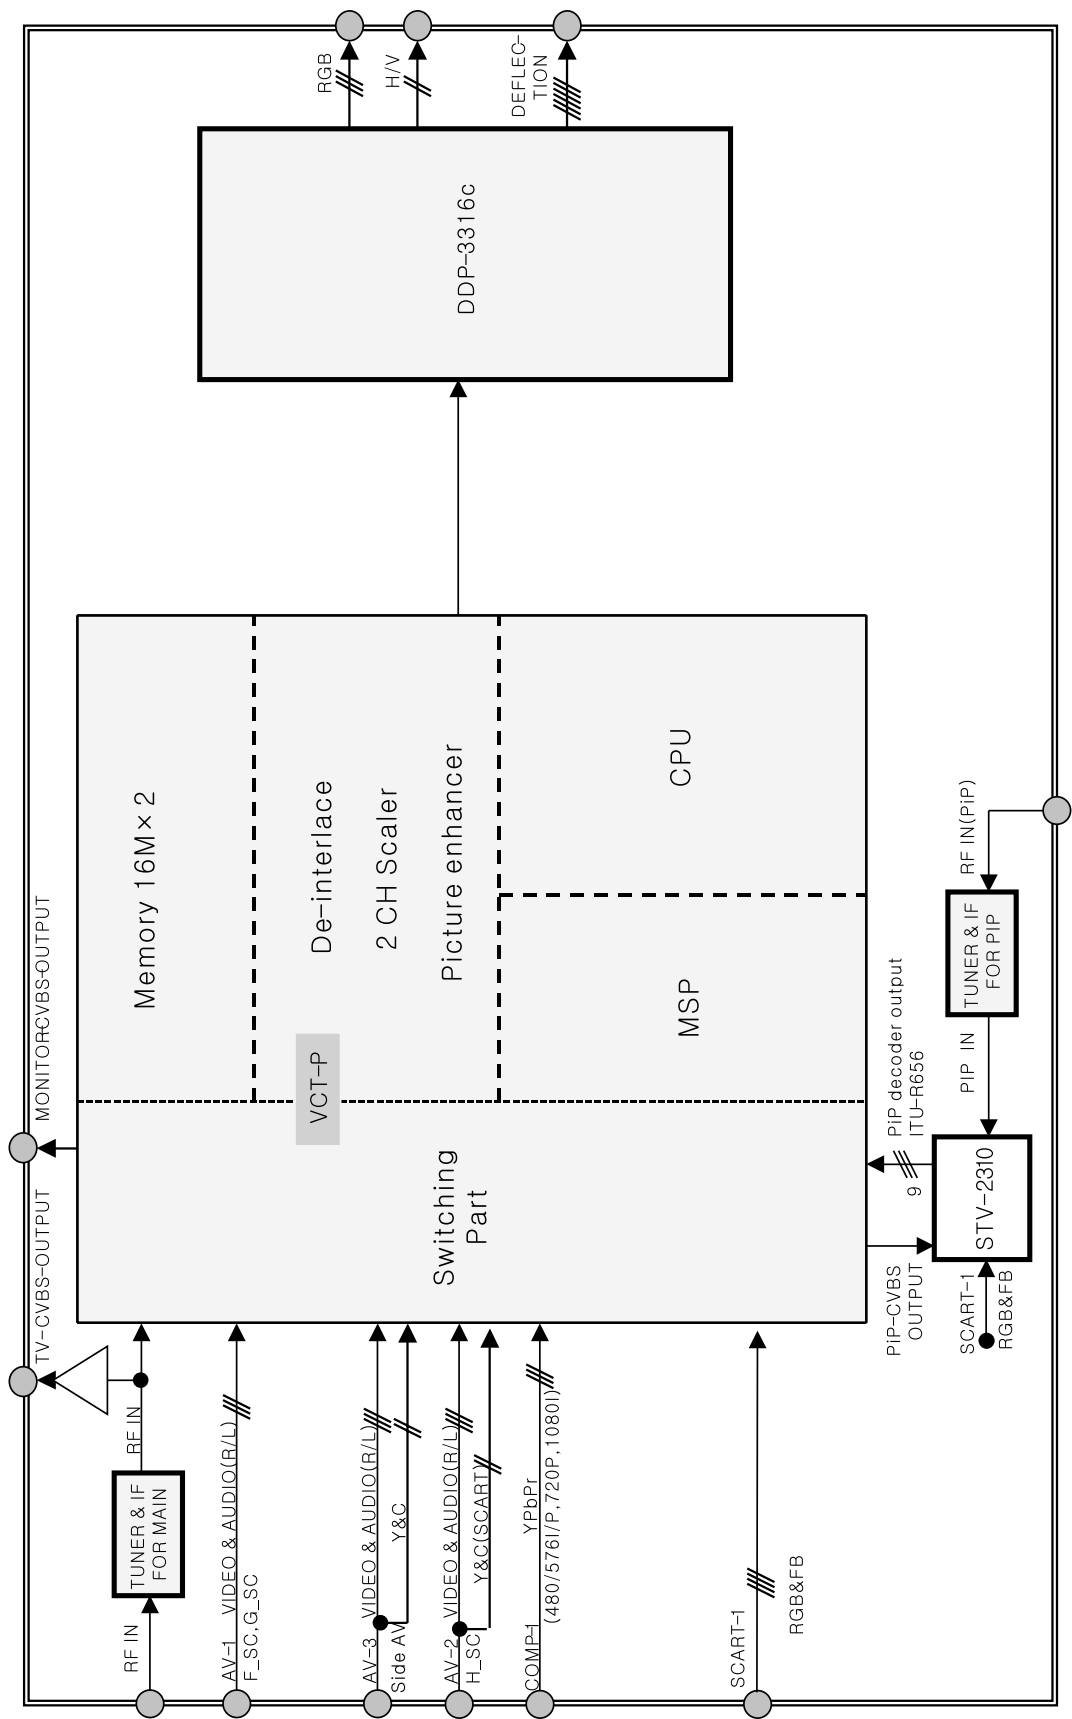 TV-CVBS-OUTPUT
MONITOR-CVBS-OUTPUT
RF IN
TUNER & IF
FOR MAIN
RF IN
AV-1 VIDEO & AUDIO(R/L)
F_SC,G_SC
AV-3 VIDEO & AUDIO(R/L)
Side AV
Y&C
AV-2 VIDEO & AUDIO(R/L)
H_SC
Y&C(SCART)
COMP-1
YPbPr
(480/576I/P,720P,1080I)
SCART-1
RGB&FB
Switching
Part
VCT-P
Memory 16M×2
De-interlace
2 CH Scaler
Picture enhancer
MSP
CPU
DDP-3316c
RGB
H/V
DEFLEC-
TION
PiP-CVBS
OUTPUT
9
PiP decoder output
ITU-R656
SCART-1
RGB&FB
STV-2310
PIP IN
TUNER & IF
FOR PIP
RF IN(PiP)